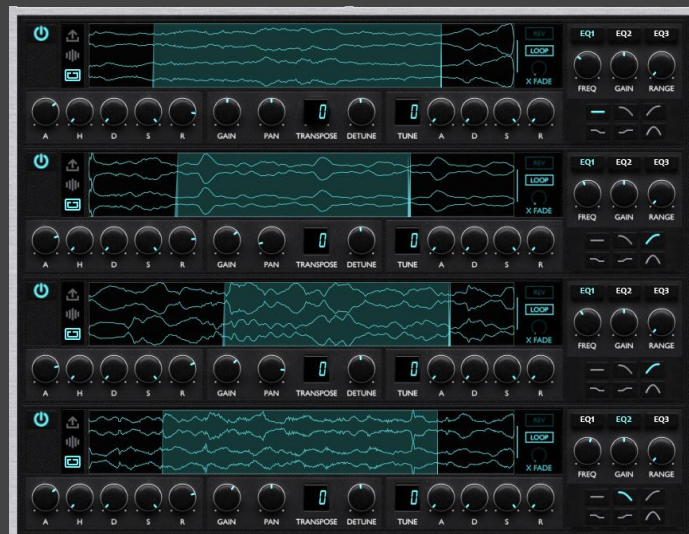 REV EQ1 EQ2 EQ3
LOOP
X FADE FREQ GAIN RANGE
0 0
A H D S R GAIN PAN TRANSPOSE DETUNE TUNE A D S R
REV EQ1 EQ2 EQ3
LOOP
X FADE FREQ GAIN RANGE
0 0
A H D S R GAIN PAN TRANSPOSE DETUNE TUNE A D S R
REV EQ1 EQ2 EQ3
LOOP
X FADE FREQ GAIN RANGE
0 0
A H D S R GAIN PAN TRANSPOSE DETUNE TUNE A D S R
REV EQ1 EQ2 EQ3
LOOP
X FADE FREQ GAIN RANGE
0 0
A H D S R GAIN PAN TRANSPOSE DETUNE TUNE A D S R